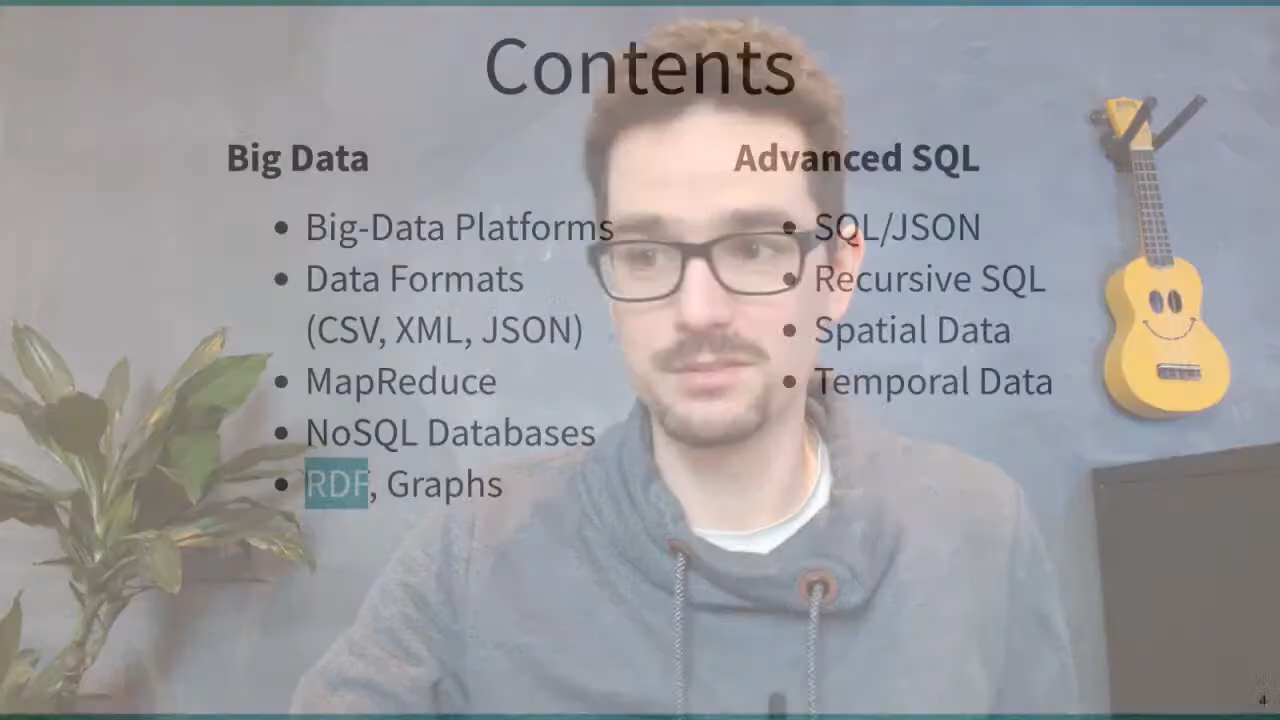 Contents
Big Data
• Big-Data Platforms
• Data Formats
(CSV, XML, JSON)
• MapReduce
• NoSQL Databases
• RDF, Graphs
Advanced SQL
• SQL/JSON
• Recursive SQL
• Spatial Data
• Temporal Data
4